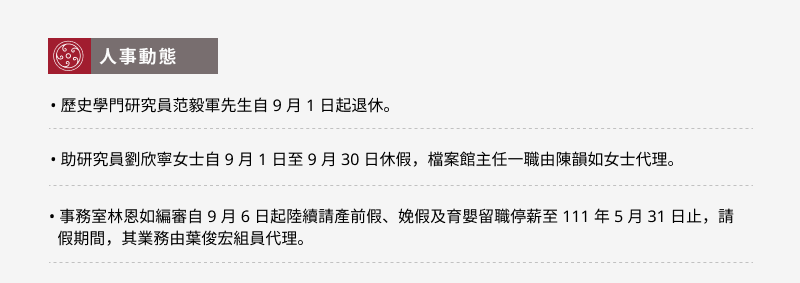 人事動態
• 歷史學門研究員范毅軍先生自 9 月 1 日起退休。
• 助研究員劉欣寧女士自 9 月 1 日至 9 月 30 日休假，檔案館主任一職由陳韻如女士代理。
• 事務室林恩如編審自 9 月 6 日起陸續請產前假、娩假及育嬰留職停薪至 111 年 5 月 31 日止，請
假期間，其業務由葉俊宏組員代理。